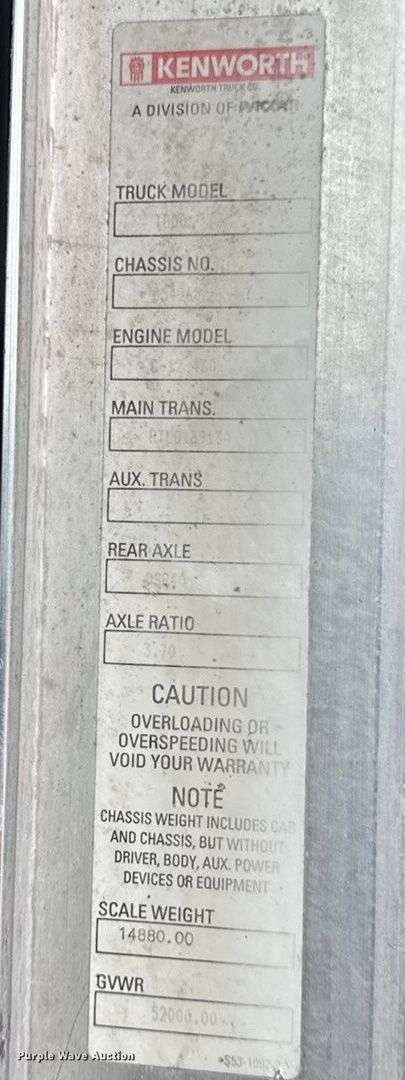 KENWORTH
KENWORTH TRUCK CO.
A DIVISION OF PACCAR
TRUCK MODEL
T800
CHASSIS NO.
ENGINE MODEL
MAIN TRANS.
AUX. TRANS
REAR AXLE
AXLE RATIO
3.70
CAUTION
OVERLOADING OR
OVERSPEEDING WILL
VOID YOUR WARRANTY
NOTE
CHASSIS WEIGHT INCLUDES CAB
AND CHASSIS, BUT WITHOUT
DRIVER, BODY, AUX. POWER
DEVICES OR EQUIPMENT
SCALE WEIGHT
14880.00
GVWR
52000.00
Purple Wave Auction